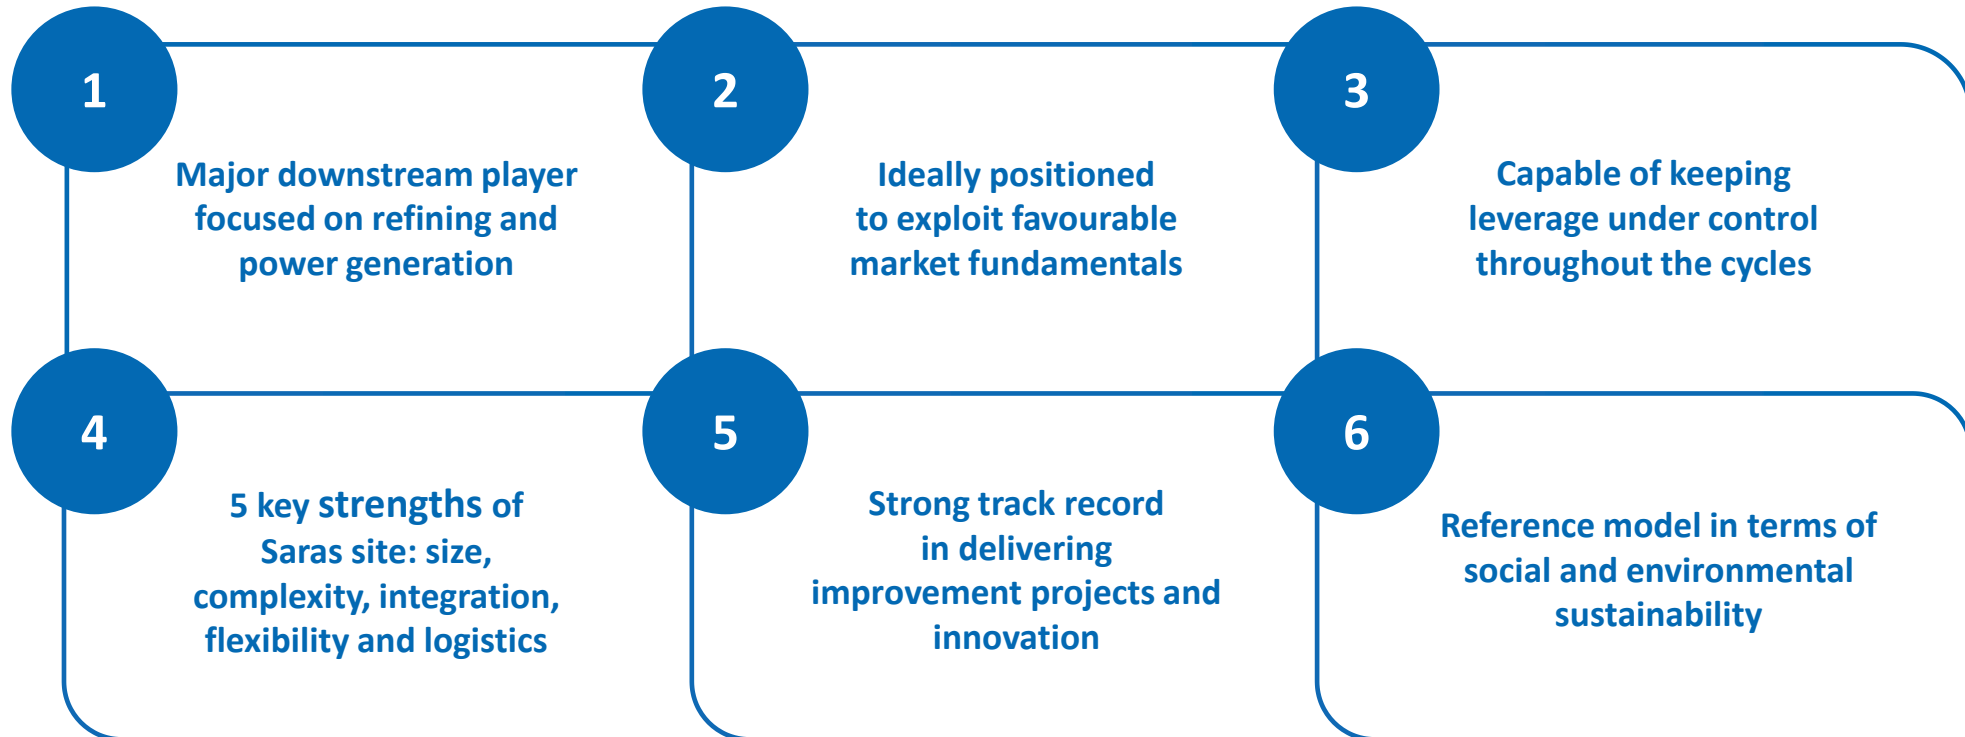 1
Major downstream player
focused on refining and
power generation
2
Ideally positioned
to exploit favourable
market fundamentals
3
Capable of keeping
leverage under control
throughout the cycles
4
5 key strengths of
Saras site: size,
complexity, integration,
flexibility and logistics
5
Strong track record
in delivering
improvement projects and
innovation
6
Reference model in terms of
social and environmental
sustainability